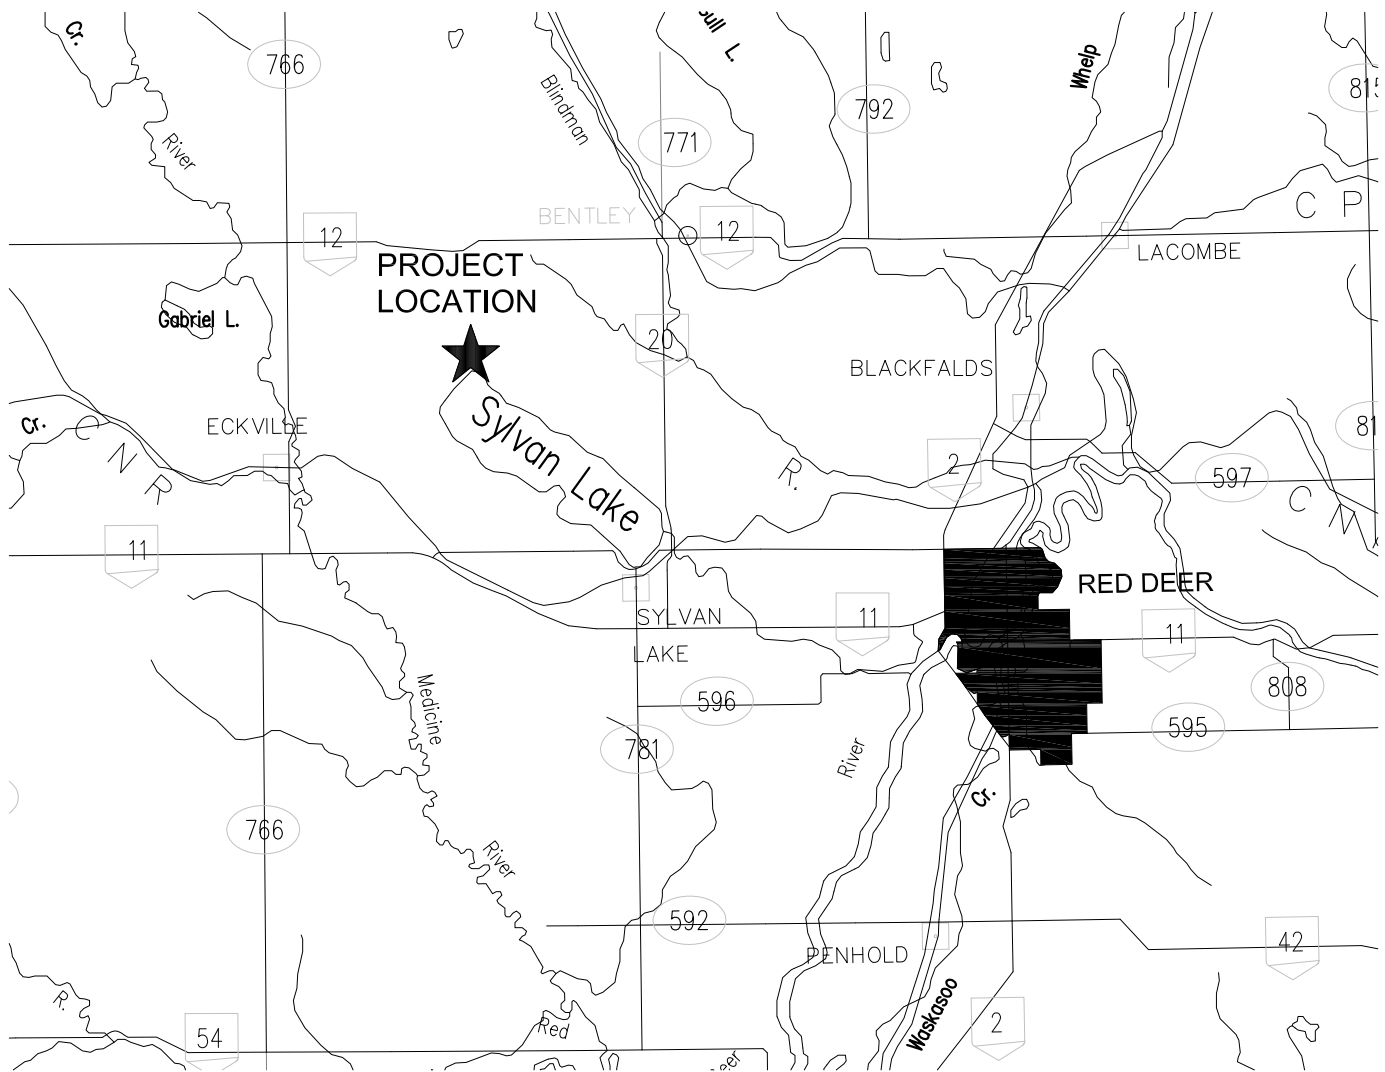 Cr.
766
River
Blindman
771
Bull L.
792
Whelp
815
12
BENTLEY
12
C P
LACOMBE
PROJECT
LOCATION
Gabriel L.
20
BLACKFALDS
Cr.
C N R
ECKVILLE
Sylvan Lake
R.
2
597
81
C N
11
RED DEER
SYLVAN
LAKE
11
11
808
596
595
Medicine
781
River
Cr.
766
River
592
PENHOLD
42
R.
54
Red
Deer
Waskasoo
2